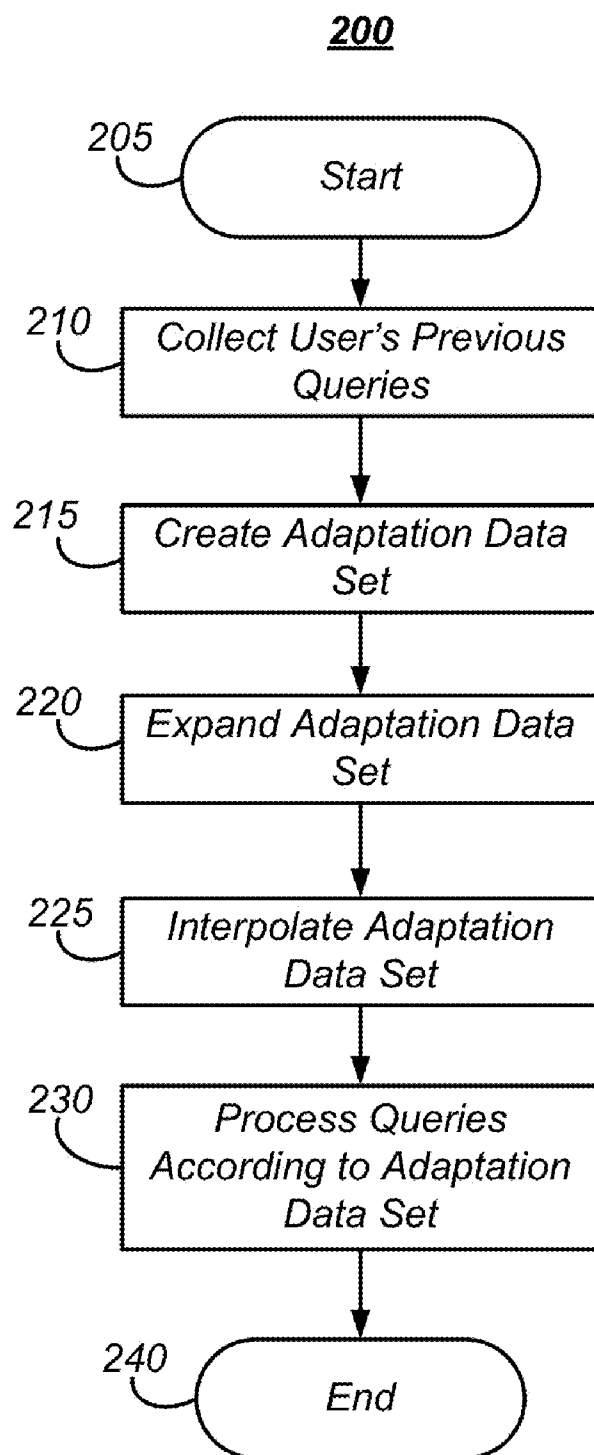 200
205
Start
210
Collect User's Previous
Queries
215
Create Adaptation Data
Set
220
Expand Adaptation Data
Set
225
Interpolate Adaptation
Data Set
230
Process Queries
According to Adaptation
Data Set
240
End